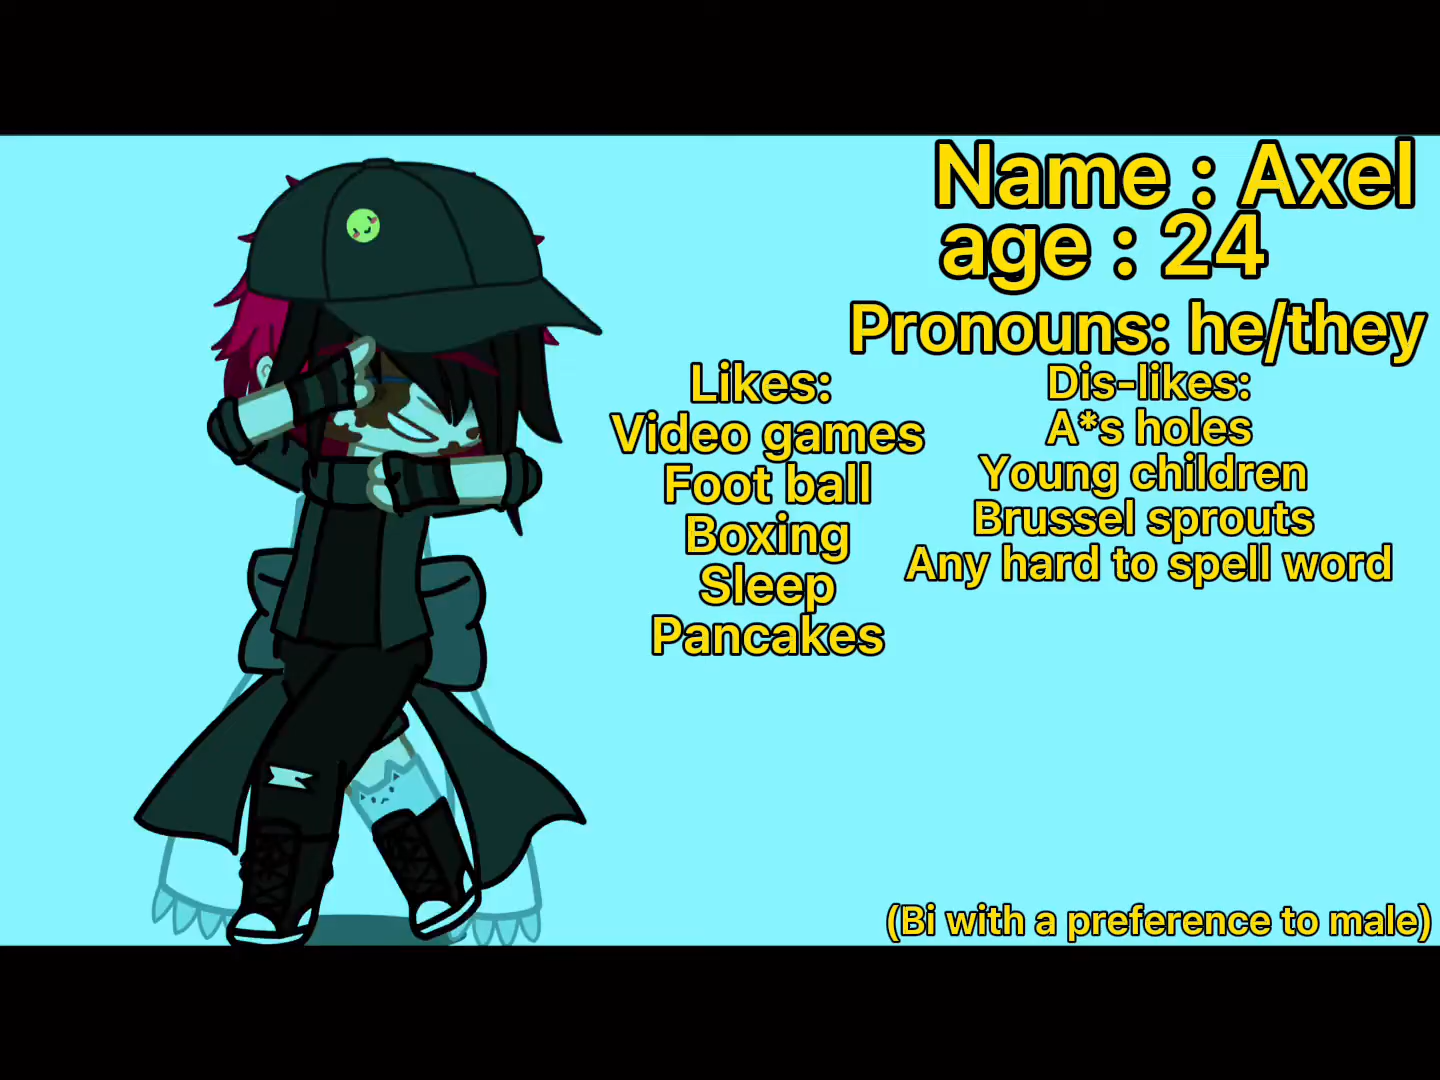 Name : Axel
age : 24
Pronouns: he/they
Likes:
Video games
Foot ball
Boxing
Sleep
Pancakes
Dis-likes:
A*s holes
Young children
Brussel sprouts
Any hard to spell word
(Bi with a preference to male)